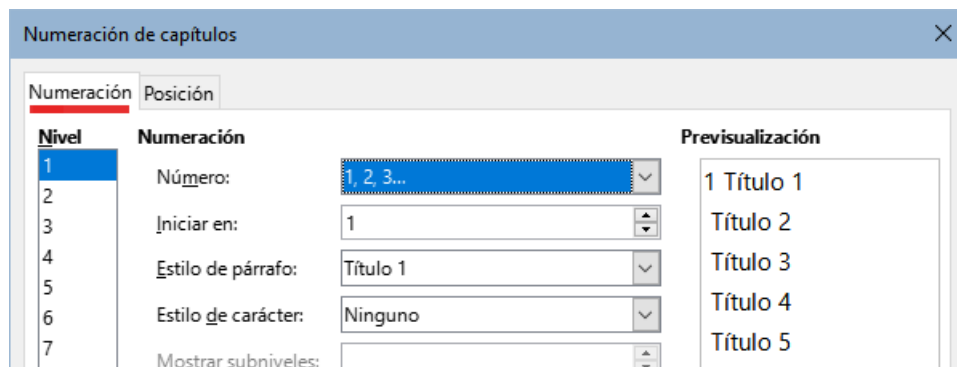 Numeración de capítulos
Numeración Posición
Nivel Numeración Previsualización
1 Número: 1, 2, 3... 1 Título 1
2 Título 2
3 Iniciar en: 1 Título 3
4 Estilo de párrafo: Título 1 Título 4
5 Título 5
6 Estilo de carácter: Ninguno
7 Mostrar subniveles: